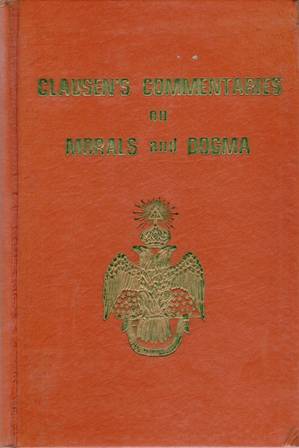 CLAUSEN'S COMMENTARIES
on
MORALS and DOGMA